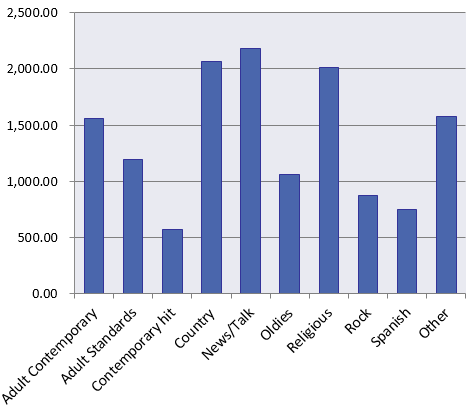 2,500.00
2,000.00
1,500.00
1,000.00
500.00
0.00
Adult Contemporary
Adult Standards
Contemporary hit
Country
News/Talk
Oldies
Religious
Rock
Spanish
Other